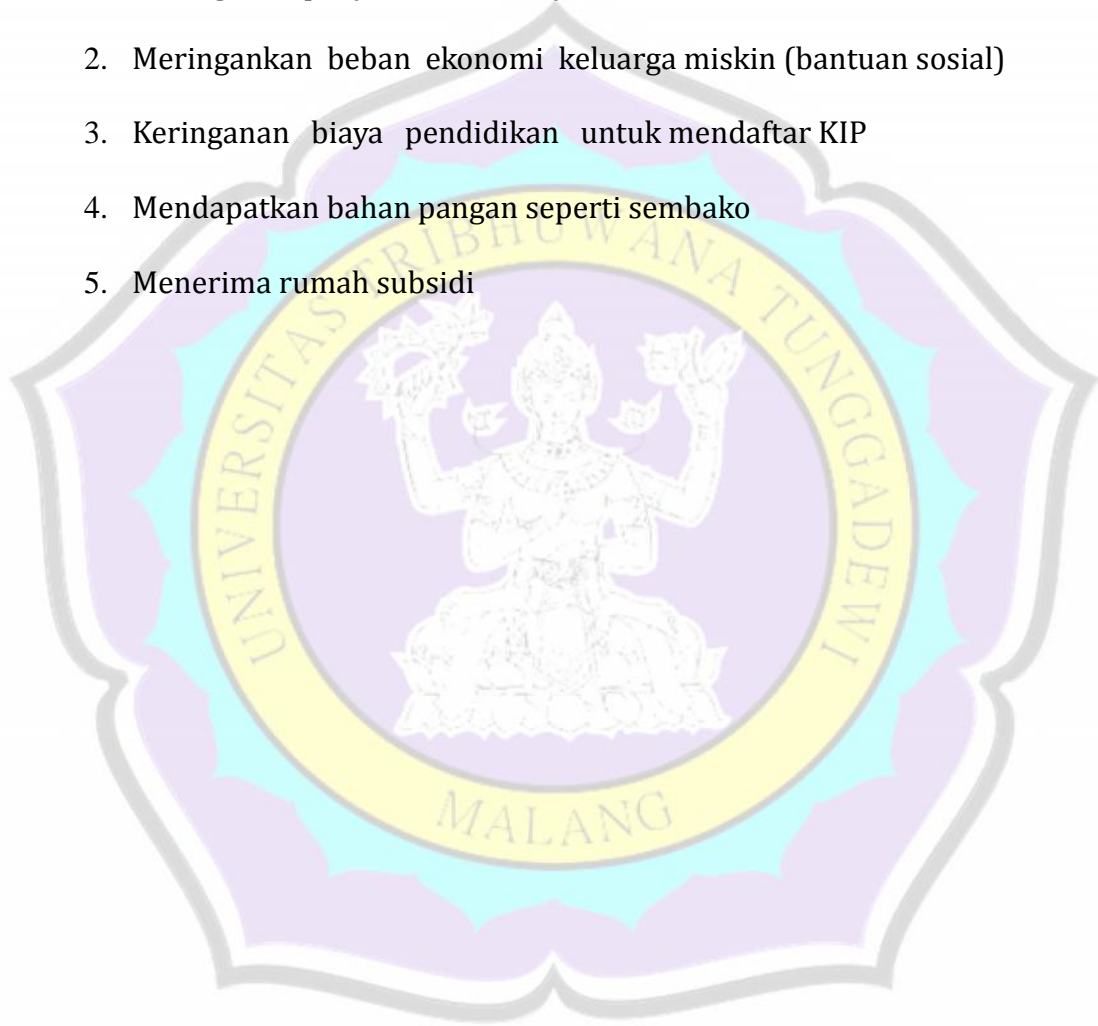 2. Meringankan beban ekonomi keluarga miskin (bantuan sosial)
3. Keringanan biaya pendidikan untuk mendaftar KIP
4. Mendapatkan bahan pangan seperti sembako
5. Menerima rumah subsidi
UNIVERSITAS TRIBHUWANA TUNGGADEWI
MALANG